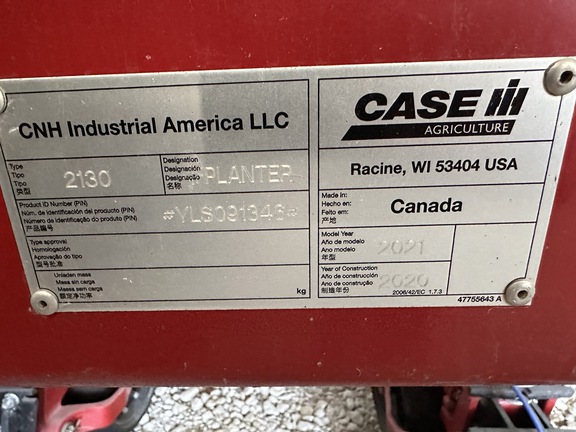 CNH Industrial America LLC
Type
Tipo
Tipo
类型
2130
Designation
Designación
Designação
名称
PLANTER
Product ID Number (PIN)
Núm. de identificación del producto (PIN)
Número de identificação do produto (PIN)
产品编号
*YLS091346*
Type approval
Homologación
Aprovação do tipo
型号批准
Unladen mass
Masa sin carga
Massa sem carga
额定净功率
kg
CASE IH
AGRICULTURE
Racine, WI 53404 USA
Made in:
Hecho en:
Feito em:
产地
Canada
Model Year
Año de modelo
Ano do modelo
年型
2021
Year of Construction
Año de construcción
Ano de construção
制造年份
2020
2006/42/EC 1.7.3
47755643 A